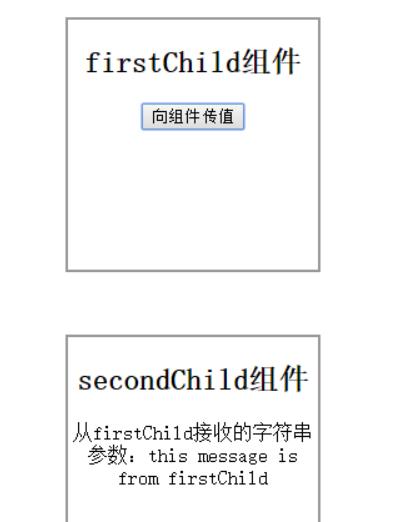 firstChild组件
向组件传值
secondChild组件
从firstChild接收的字符串
参数：this message is
from firstChild